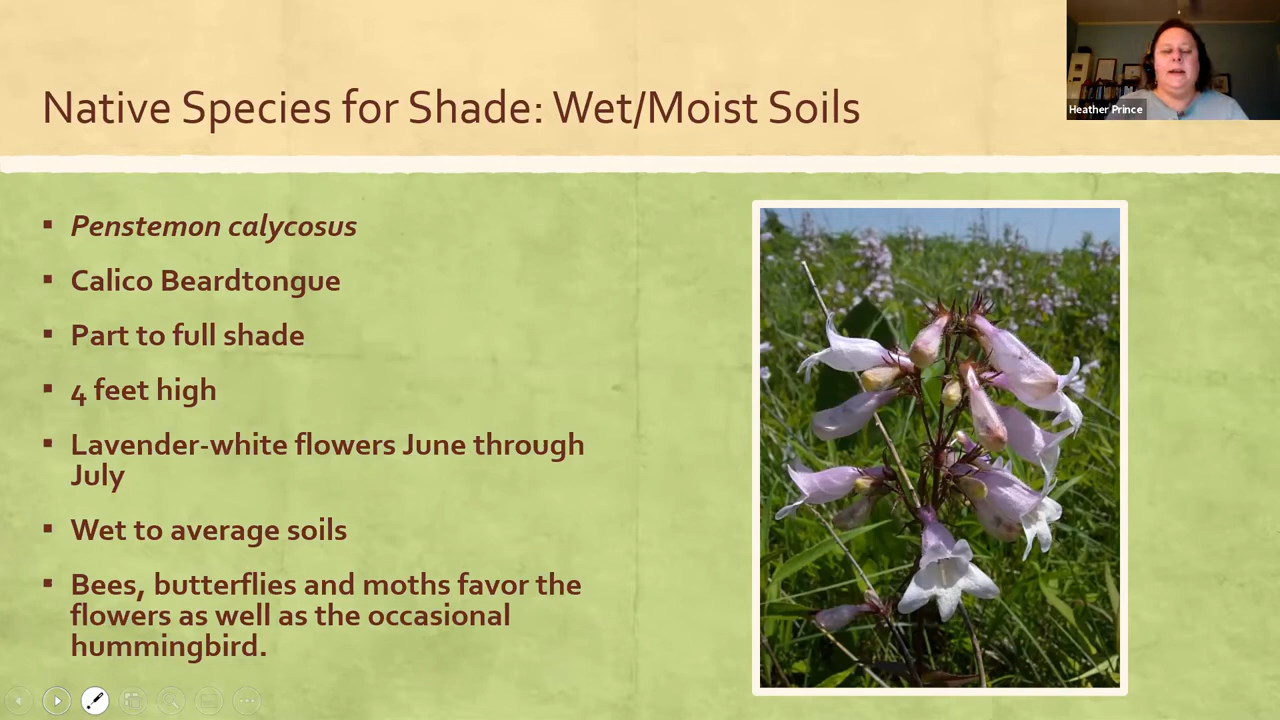 Native Species for Shade: Wet/Moist Soils
Heather Prince
▪ Penstemon calycosus
▪ Calico Beardtongue
▪ Part to full shade
▪ 4 feet high
▪ Lavender-white flowers June through
July
▪ Wet to average soils
▪ Bees, butterflies and moths favor the
flowers as well as the occasional
hummingbird.